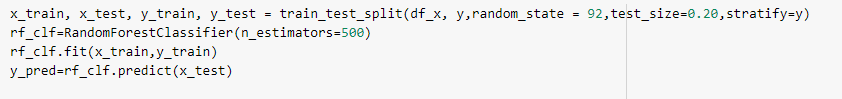 x_train, x_test, y_train, y_test = train_test_split(df_x, y,random_state = 92,test_size=0.20,stratify=y)
rf_clf=RandomForestClassifier(n_estimators=500)
rf_clf.fit(x_train,y_train)
y_pred=rf_clf.predict(x_test)